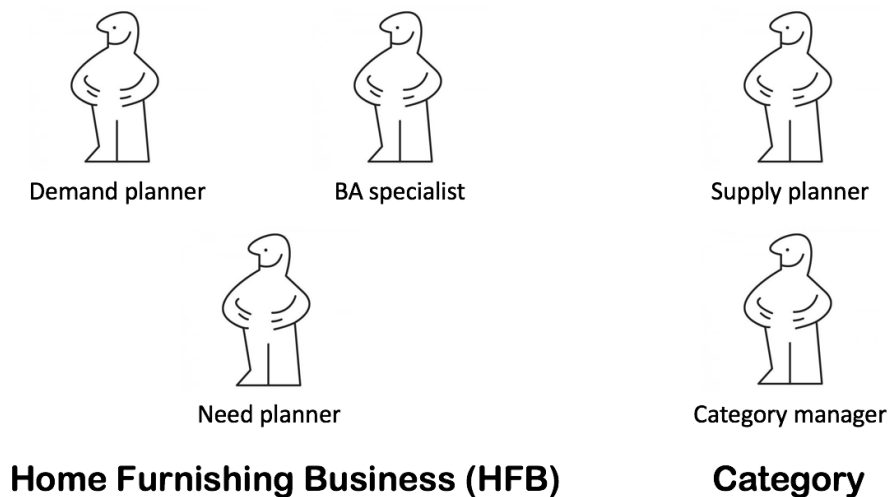 Demand planner
BA specialist
Supply planner
Need planner
Category manager
Home Furnishing Business (HFB)
Category